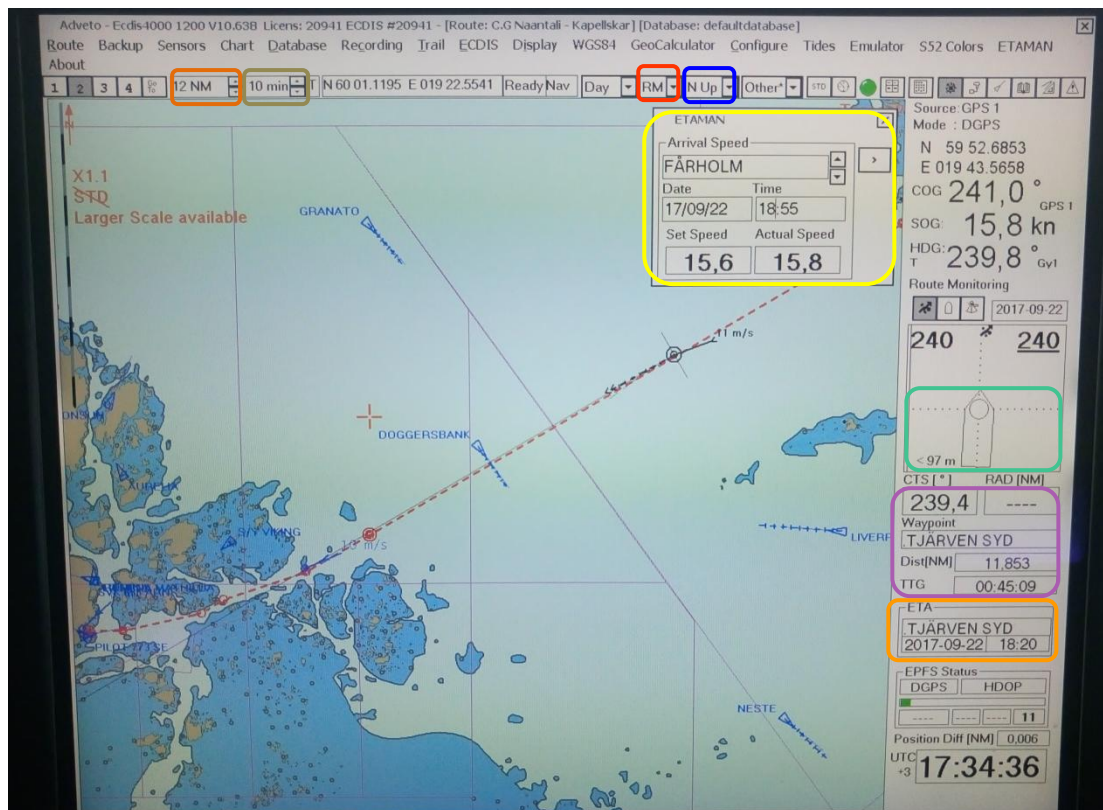 Adveto - Ecdis4000 1200 V10.638 Licens: 20941 ECDIS #20941 - [Route: C.G Naantali - Kapellskar] [Database: defaultdatabase]
Route Backup Sensors Chart Database Recording Trail ECDIS Display WGS84 GeoCalculator Configure Tides Emulator S52 Colors ETAMAN
About
1 2 3 4 12 NM 10 min T N 60 01.1195 E 019 22.5541 Ready Nav Day RM N Up Other* STD
N
X1.1
STD
Larger Scale available
ETAMAN
Arrival Speed
FÅRHOLM
>
Date Time
17/09/22 18:55
Set Speed Actual Speed
15,6 15,8
GRANATO
11 m/s
DOGGERSBANK
XURELIA
S/Y VIKING
13 m/s
LIVERF
PILOT 773 SE
NESTE
Source: GPS 1
Mode : DGPS
N 59 52.6853
E 019 43.5658
COG 241,0 ° GPS 1
SOG: 15,8 kn
HDG: 239,8 ° Gy1
T
Route Monitoring
2017-09-22
240 240
< 97 m
CTS [ ° ] RAD [NM]
239,4 ----
Waypoint
.TJÄRVEN SYD
Dist[NM] 11,853
TTG 00:45:09
ETA
.TJÄRVEN SYD
2017-09-22 18:20
EPFS Status
DGPS HDOP
---- ---- ---- 11
Position Diff [NM] 0,006
UTC +3 17:34:36